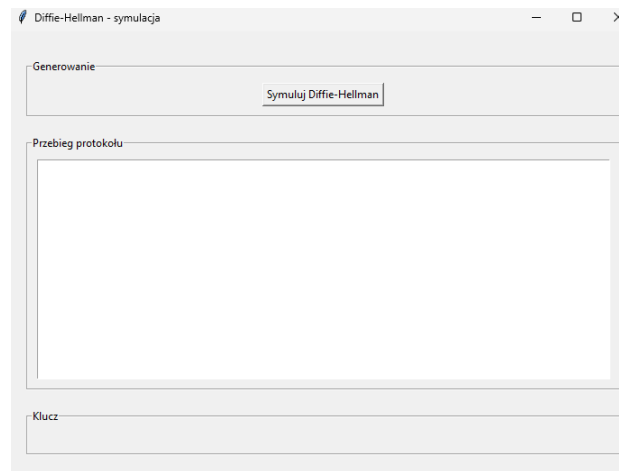 Diffie-Hellman - symulacja
Generowanie
Symuluj Diffie-Hellman
Przebieg protokołu
Klucz